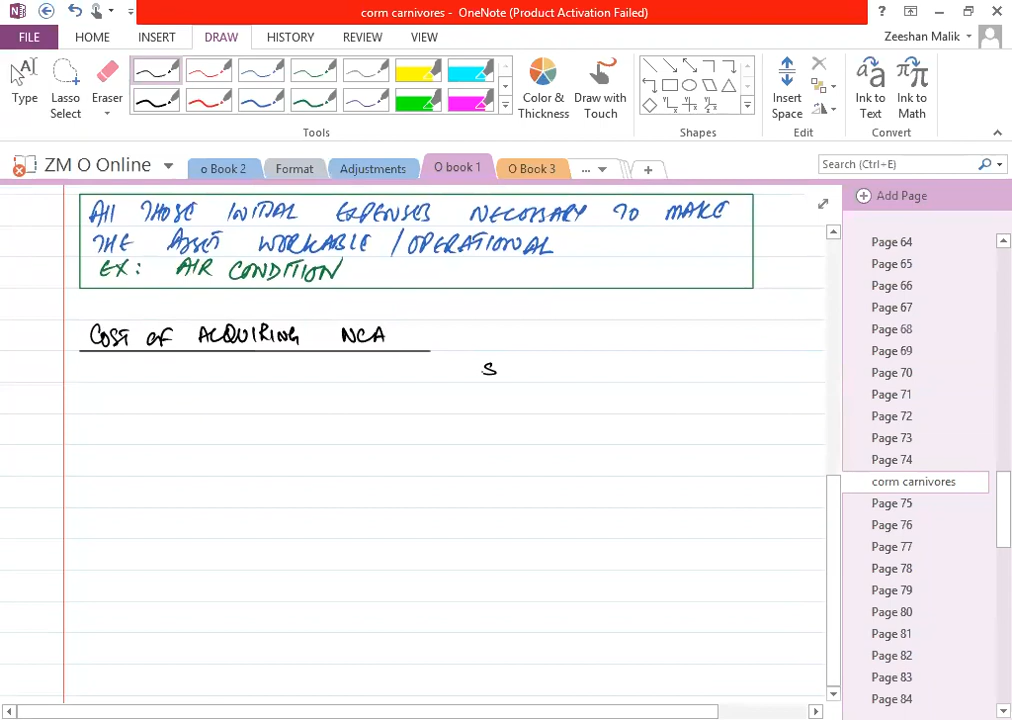 corm carnivores - OneNote (Product Activation Failed)
FILE HOME INSERT DRAW HISTORY REVIEW VIEW Zeeshan Malik
Type Lasso Select Eraser Color & Thickness Draw with Touch Insert Space Ink to Text Ink to Math
Tools Shapes Edit Convert
ZM O Online o Book 2 Format Adjustments O book 1 O Book 3 ... Search (Ctrl+E)
All THOSE INITIAL EXPENSES NECESSARY TO MAKE
THE ASSET WORKABLE / OPERATIONAL
EX: AIR CONDITION
COST OF ACQUIRING NCA
S
Add Page
Page 64
Page 65
Page 66
Page 67
Page 68
Page 69
Page 70
Page 71
Page 72
Page 73
Page 74
corm carnivores
Page 75
Page 76
Page 77
Page 78
Page 79
Page 80
Page 81
Page 82
Page 83
Page 84